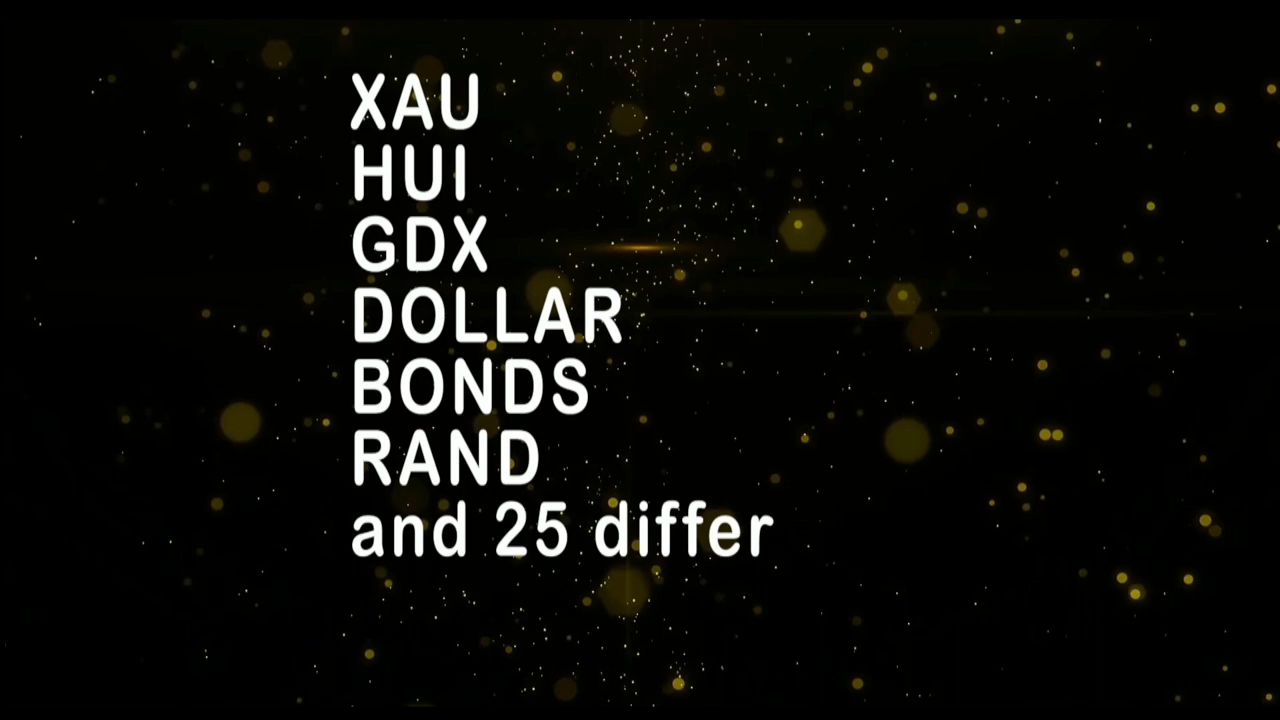 XAU
HUI
GDX
DOLLAR
BONDS
RAND
and 25 differ